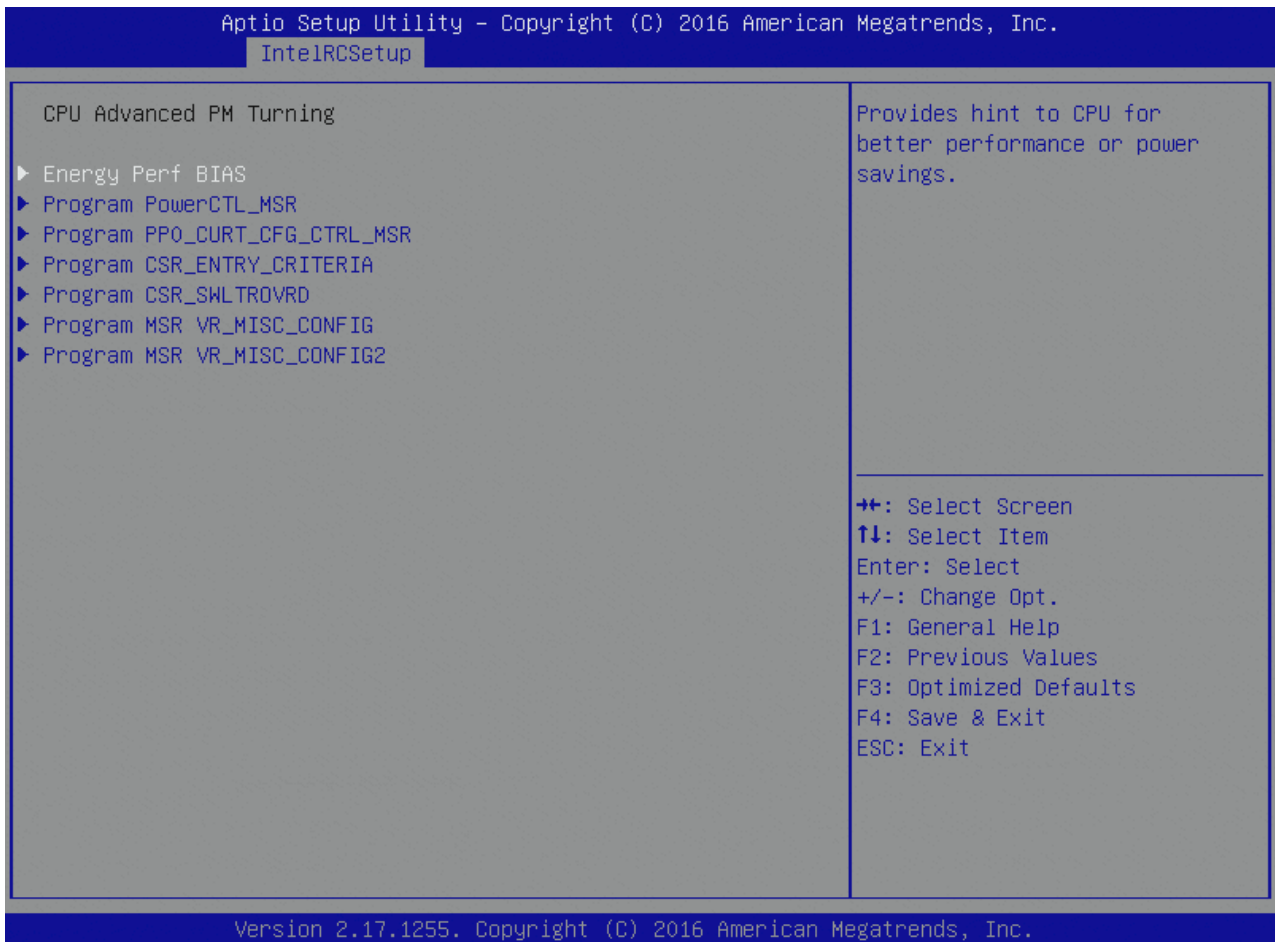 Aptio Setup Utility – Copyright (C) 2016 American Megatrends, Inc.
IntelRCSetup
CPU Advanced PM Turning
▶ Energy Perf BIAS
▶ Program PowerCTL_MSR
▶ Program PP0_CURT_CFG_CTRL_MSR
▶ Program CSR_ENTRY_CRITERIA
▶ Program CSR_SWLTROVRD
▶ Program MSR VR_MISC_CONFIG
▶ Program MSR VR_MISC_CONFIG2
Provides hint to CPU for
better performance or power
savings.
→←: Select Screen
↑↓: Select Item
Enter: Select
+/-: Change Opt.
F1: General Help
F2: Previous Values
F3: Optimized Defaults
F4: Save & Exit
ESC: Exit
Version 2.17.1255. Copyright (C) 2016 American Megatrends, Inc.